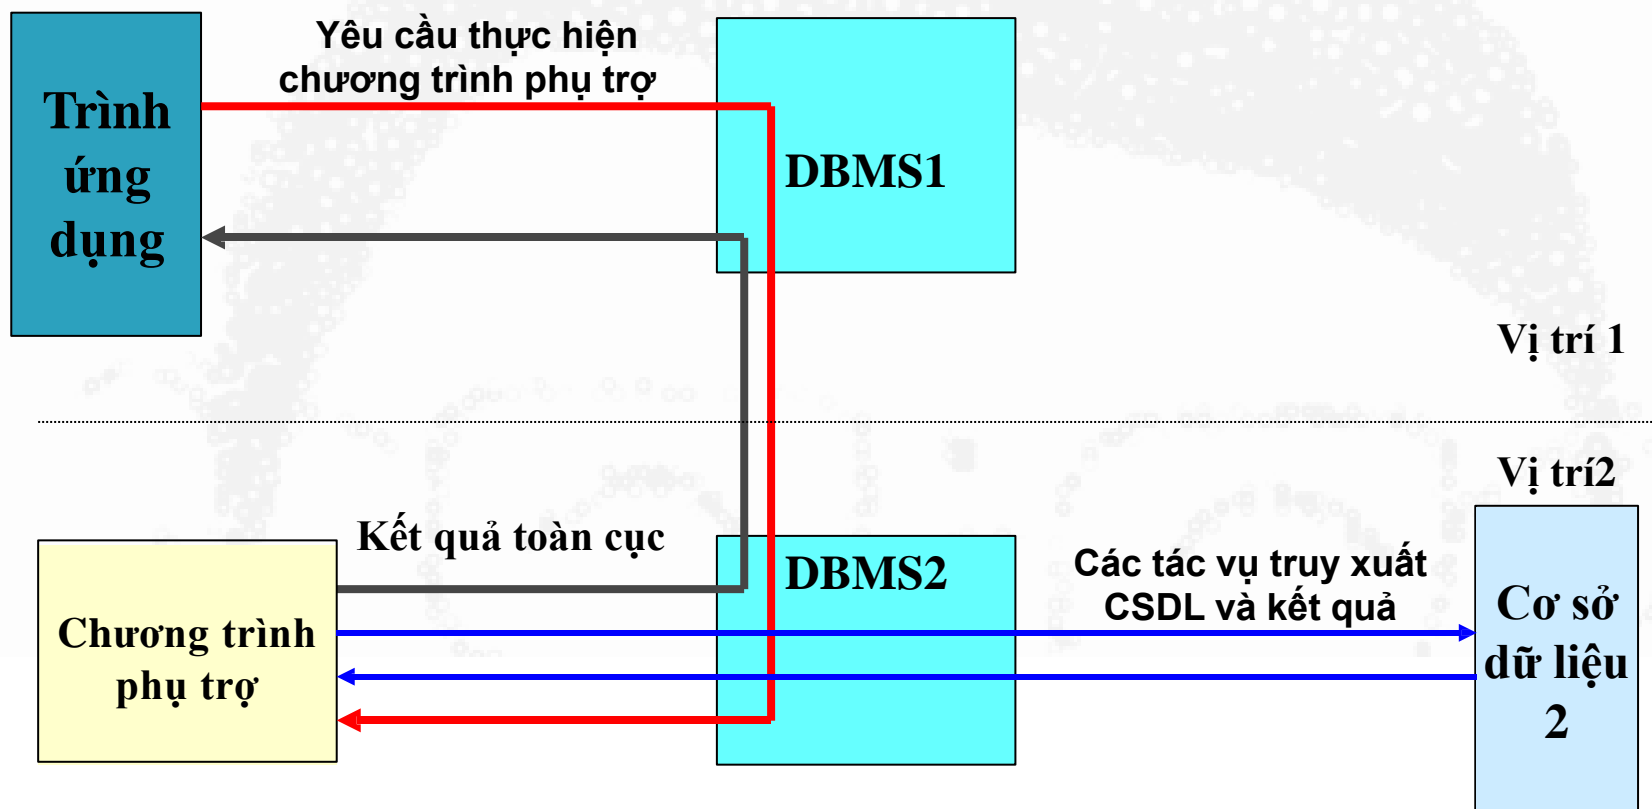 Yêu cầu thực hiện
chương trình phụ trợ
Trình
ứng
dụng
DBMS1
Vị trí 1
Vị trí2
Kết quả toàn cục
DBMS2
Các tác vụ truy xuất
CSDL và kết quả
Chương trình
phụ trợ
Cơ sở
dữ liệu
2